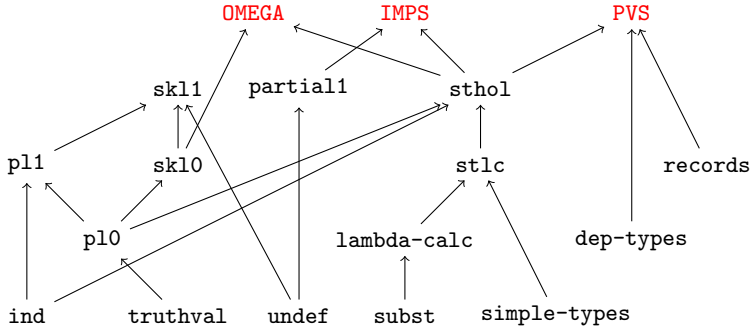 OMEGA IMPS PVS
skl1 partial1 sthol
pl1 skl0 stlc records
pl0 lambda-calc dep-types
ind truthval undef subst simple-types